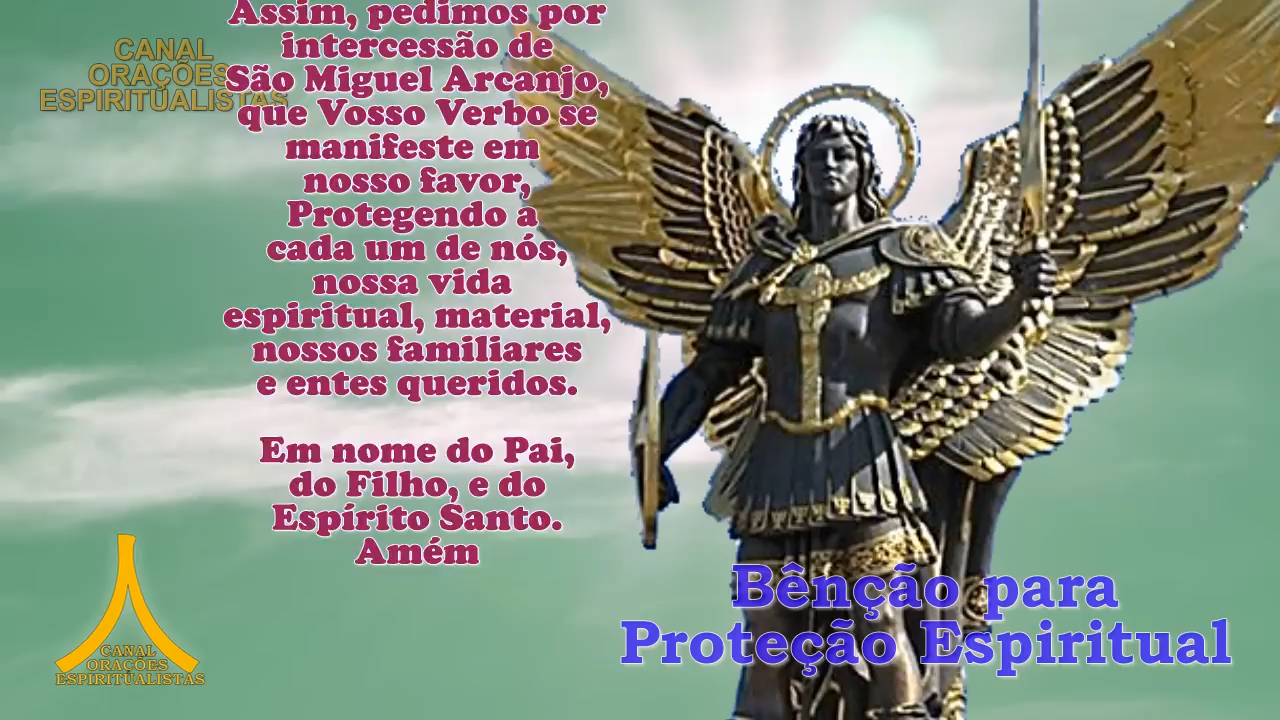 CANAL
ORAÇÕES
ESPIRITUALISTAS
Assim, pedimos por
intercessão de
São Miguel Arcanjo,
que Vosso Verbo se
manifeste em
nosso favor,
Protegendo a
cada um de nós,
nossa vida
espiritual, material,
nossos familiares
e entes queridos.
Em nome do Pai,
do Filho, e do
Espírito Santo.
Amém
CANAL
ORAÇÕES
ESPIRITUALISTAS
Bênção para
Proteção Espiritual